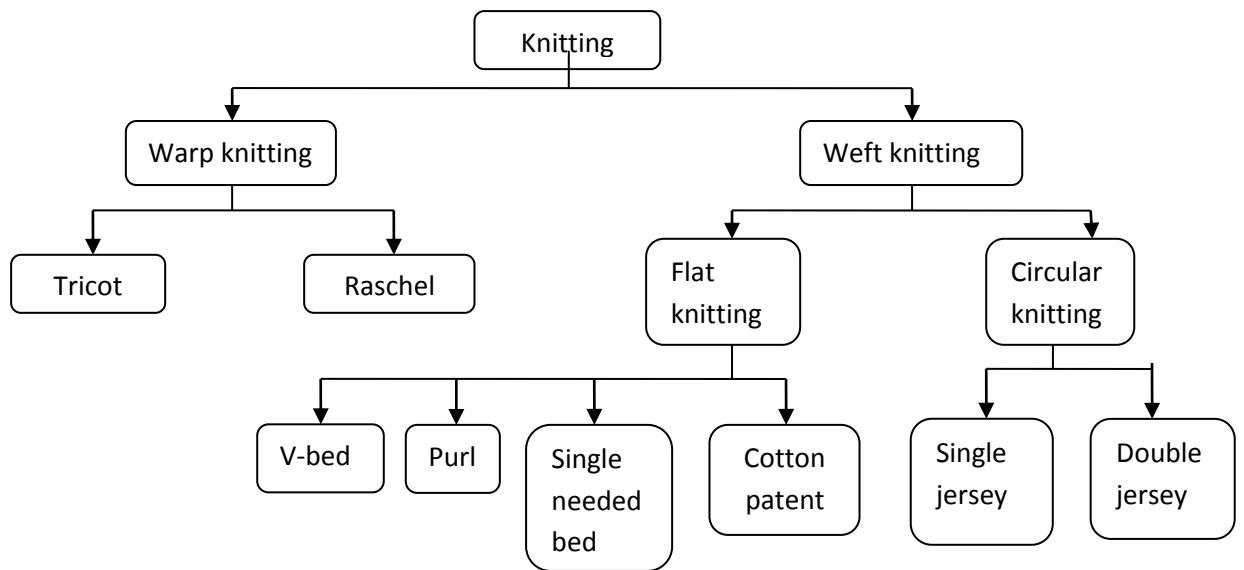 Knitting
Warp knitting
Weft knitting
Tricot
Raschel
Flat
knitting
Circular
knitting
V-bed
Purl
Single
needed
bed
Cotton
patent
Single
jersey
Double
jersey